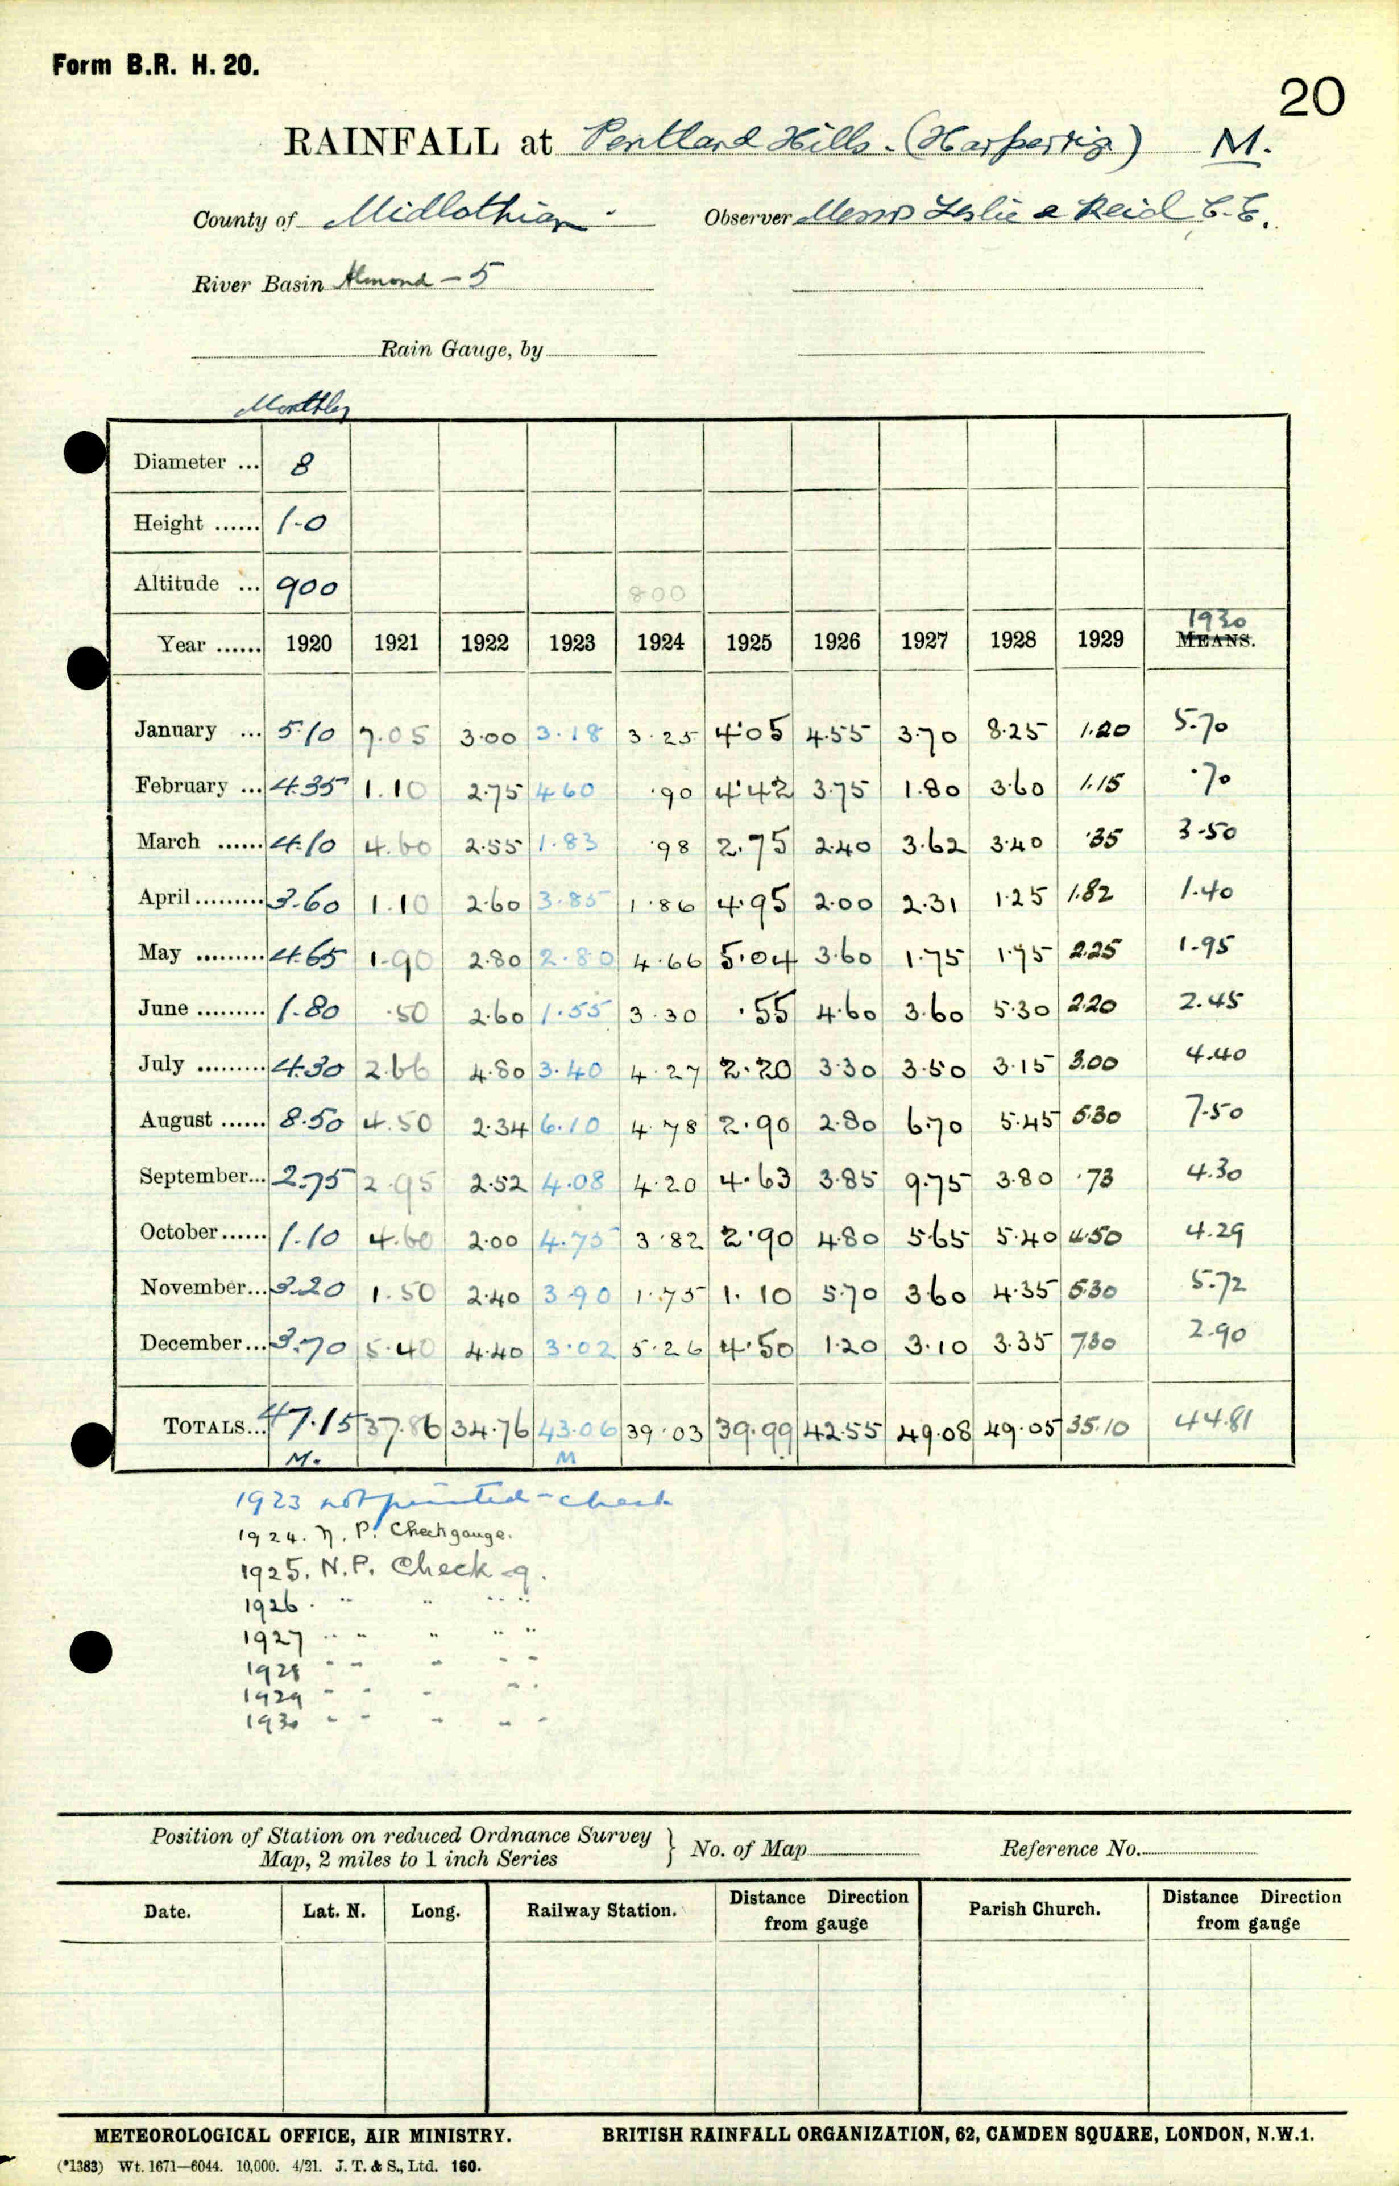 Form B.R. H. 20.
20
RAINFALL at Pentland Hills. (Harperrig) M.
County of Midlothian. Observer Messrs Leslie & Reid C.E.
River Basin Almond - 5
Rain Gauge, by
Monthly
Diameter ... 8
Height ...... 1-0
Altitude ... 900 800
1930
Year ...... 1920 1921 1922 1923 1924 1925 1926 1927 1928 1929 MEANS.
January ... 5.10 7.05 3.00 3.18 3.25 4.05 4.55 3.70 8.25 1.20 5.70
February ... 4.35 1.10 2.75 4.60 .90 4.42 3.75 1.80 3.60 1.15 .70
March ...... 4.10 4.60 2.55 1.83 .98 2.75 2.40 3.62 3.40 .35 3.50
April ......... 3.60 1.10 2.60 3.85 1.86 4.95 2.00 2.31 1.25 1.82 1.40
May ......... 4.65 1.90 2.80 2.80 4.66 5.04 3.60 1.75 1.75 2.25 1.95
June ......... 1.80 .50 2.60 1.55 3.30 .55 4.60 3.60 5.30 2.20 2.45
July ......... 4.30 2.66 4.80 3.40 4.27 2.20 3.30 3.50 3.15 3.00 4.40
August ...... 8.50 4.50 2.34 6.10 4.78 2.90 2.80 6.70 5.45 5.30 7.50
September... 2.75 2.95 2.52 4.08 4.20 4.63 3.85 9.75 3.80 .73 4.30
October ...... 1.10 4.60 2.00 4.75 3.82 2.90 4.80 5.65 5.40 4.50 4.29
November... 3.20 1.50 2.40 3.90 1.75 1.10 5.70 3.60 4.35 5.30 5.72
December ... 3.70 5.40 4.40 3.02 5.26 4.50 1.20 3.10 3.35 7.30 2.90
TOTALS... 47.15 37.86 34.76 43.06 39.03 39.99 42.55 49.08 49.05 35.10 44.81
M. M
1923 not printed - check
1924. N. P. Check gauge.
1925. N.P. Check g.
1926. " " " "
1927 " " " " "
1928 " " " " "
1929 " " " "
1930 " " " " "
Position of Station on reduced Ordnance Survey
Map, 2 miles to 1 inch Series } No. of Map Reference No.
Date. Lat. N. Long. Railway Station. Distance Direction from gauge Parish Church. Distance Direction from gauge
METEOROLOGICAL OFFICE, AIR MINISTRY. BRITISH RAINFALL ORGANIZATION, 62, CAMDEN SQUARE, LONDON, N.W.1.
(*1383) Wt. 1671—6044. 10,000. 4/21. J. T. & S., Ltd. 160.